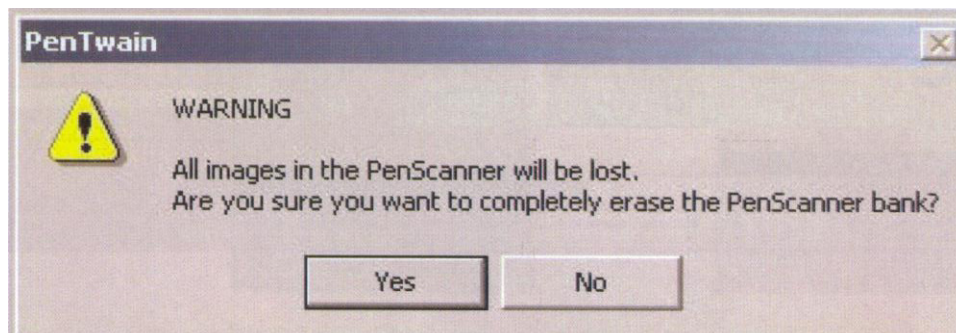 PenTwain
WARNING
All images in the PenScanner will be lost.
Are you sure you want to completely erase the PenScanner bank?
Yes
No